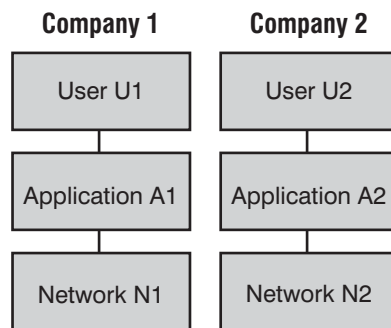 Company 1 Company 2
User U1 User U2
Application A1 Application A2
Network N1 Network N2